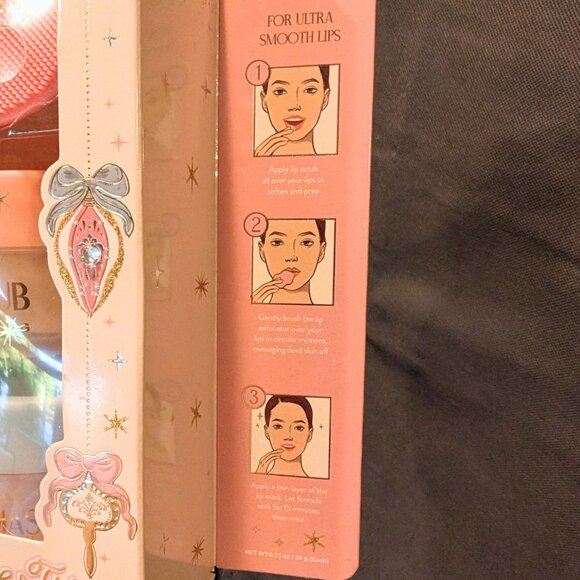 FOR ULTRA
SMOOTH LIPS
1
Apply lip scrub
all over your lips to
soften and prep
2
Gently brush the lip
exfoliator over your
lips in circular motions,
massaging dead skin off
3
Apply a thin layer of the
lip mask. Let formula
soak for 15 minutes,
then rinse
NET WT:0.71 oz / 20 g (Each)
UB